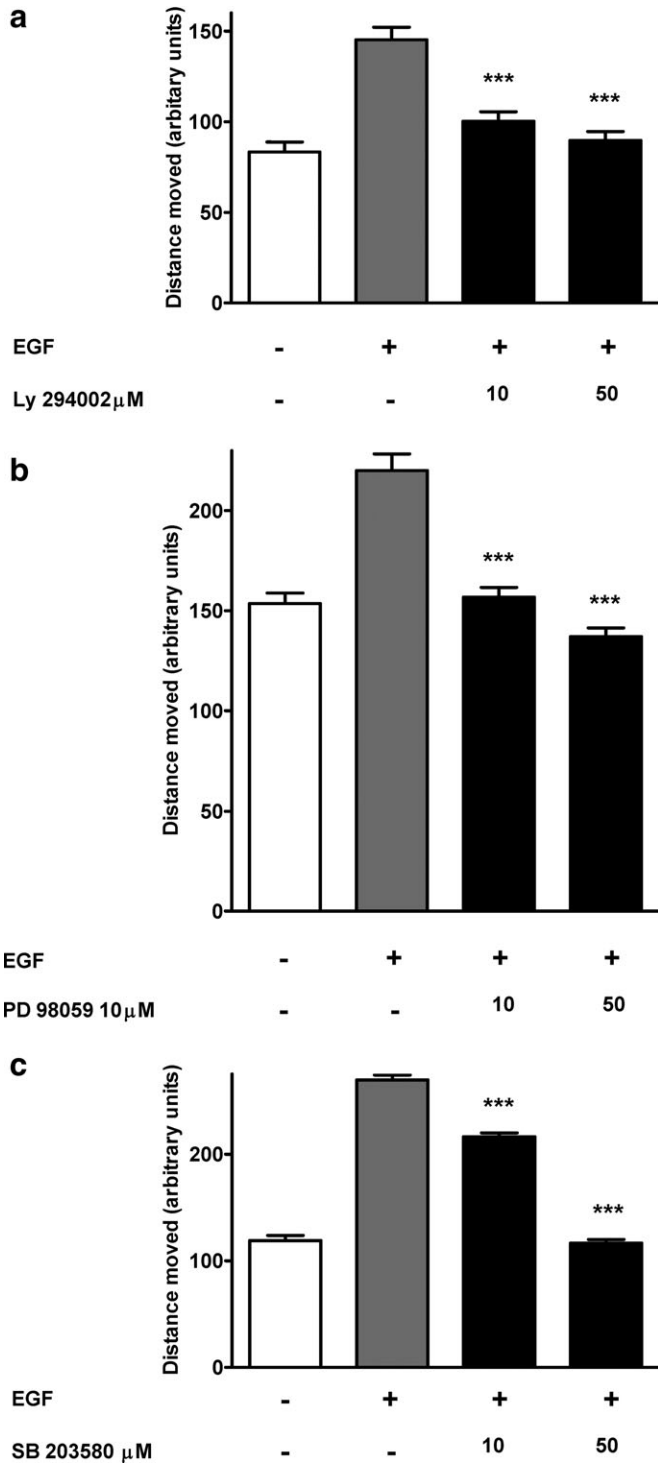 a
Distance moved (arbitary units)
150
100
50
0
*** ***
EGF - + + +
Ly 294002µM - - 10 50
b
Distance moved (arbitrary units)
200
150
100
50
0
*** ***
EGF - + + +
PD 98059 10µM - - 10 50
c
Distance moved (arbitrary units)
200
100
0
*** ***
EGF - + + +
SB 203580 µM - - 10 50